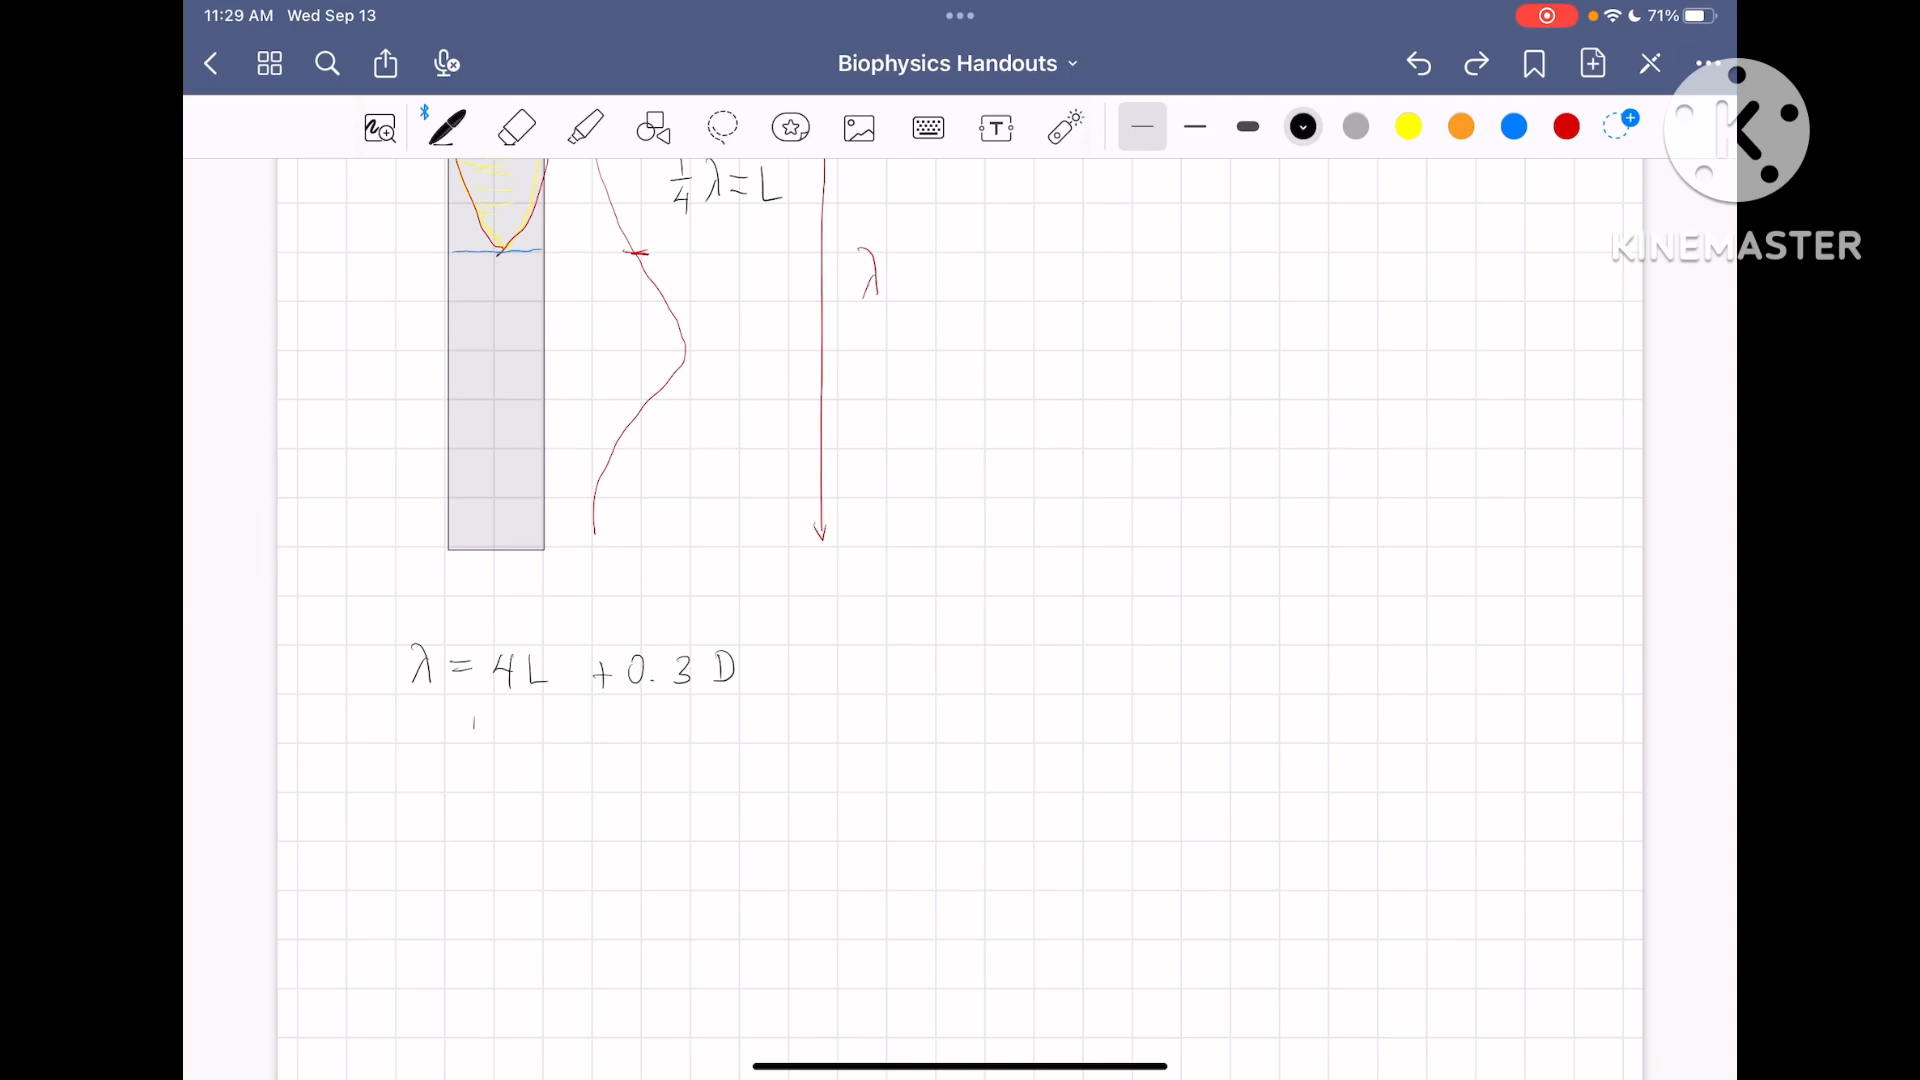 11:29 AM Wed Sep 13
71%
Biophysics Handouts
T
K
KINEMASTER
1/4 λ = L
λ
λ = 4L + 0.3 D